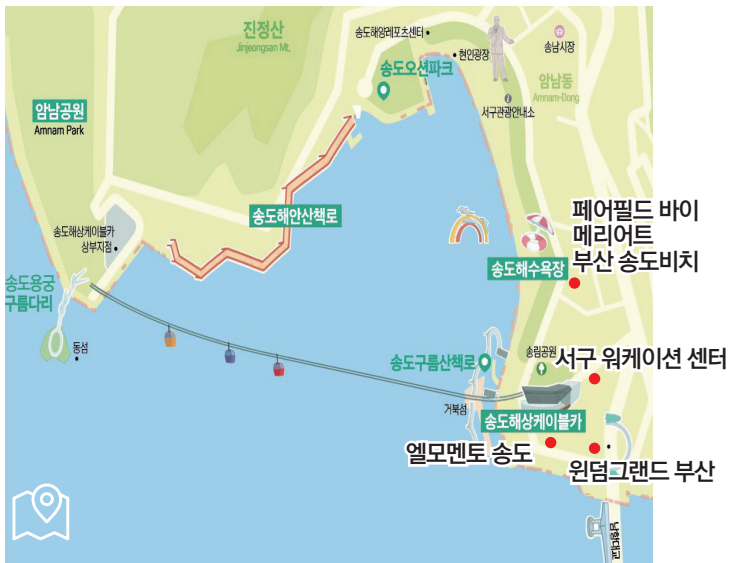 진정산
Jinjeongsan Mt.
송도해양레포츠센터
현인광장
송남시장
송도오션파크
암남동
Amnam-Dong
암남공원
Amnam Park
서구관광안내소
송도해안산책로
페어필드 바이
메리어트
부산 송도비치
송도해상케이블카
상부지점
송도해수욕장
송도용궁
구름다리
동섬
송도구름산책로
송림공원
서구 워케이션 센터
거북섬
송도해상케이블카
엘모멘토 송도
윈덤그랜드 부산
남항대교